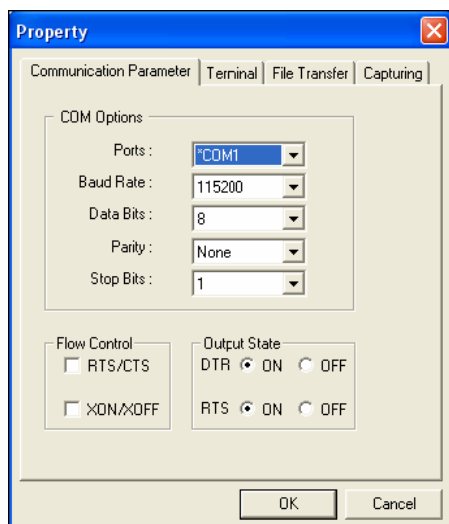 Property
Communication Parameter Terninal File Transfer Capturing
COM Options
Ports : *COM1
Baud Rate : 115200
Data Bits : 8
Parity : None
Stop Bits : 1
Flow Control
RTS/CTS
XON/XOFF
Output State
DTR ON OFF
RTS ON OFF
OK Cancel